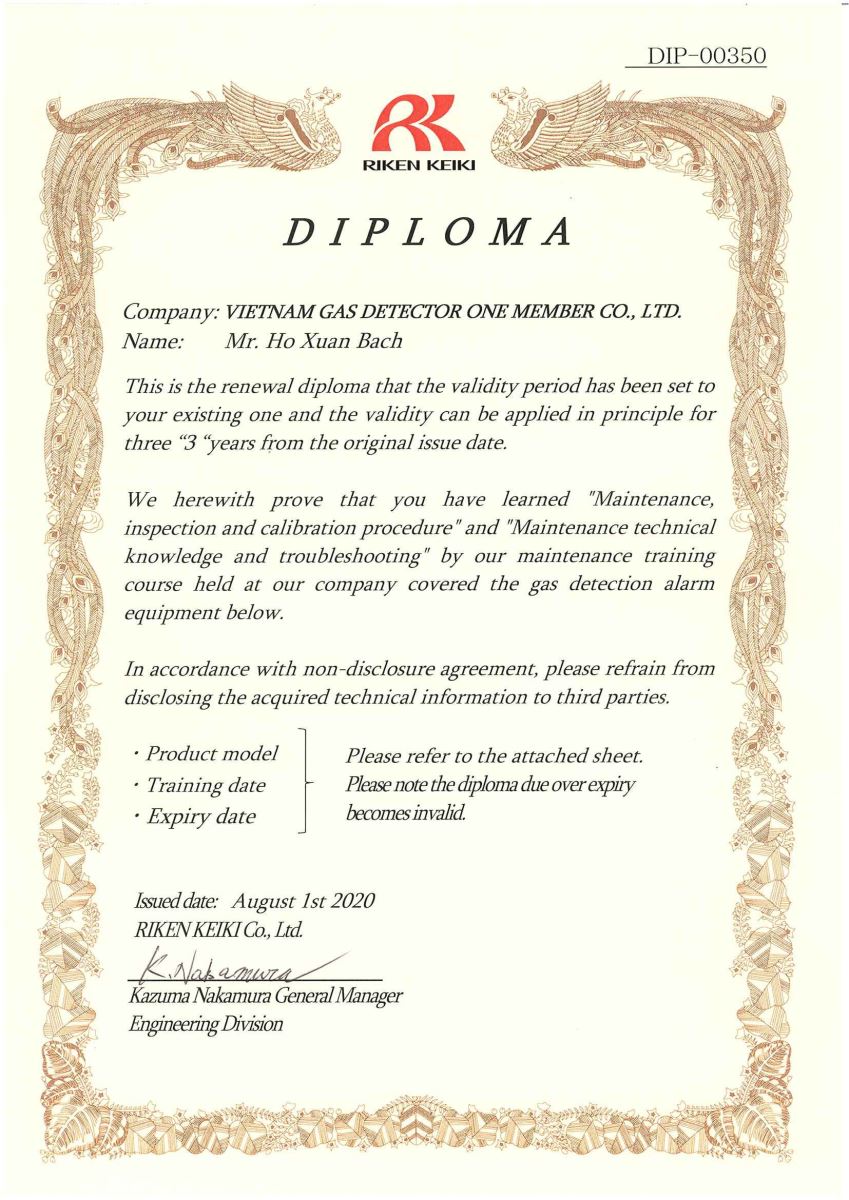 DIP-00350
RIKEN KEIKI
DIPLOMA
Company: VIETNAM GAS DETECTOR ONE MEMBER CO., LTD.
Name: Mr. Ho Xuan Bach
This is the renewal diploma that the validity period has been set to
your existing one and the validity can be applied in principle for
three “3 “years from the original issue date.
We herewith prove that you have learned "Maintenance,
inspection and calibration procedure" and "Maintenance technical
knowledge and troubleshooting" by our maintenance training
course held at our company covered the gas detection alarm
equipment below.
In accordance with non-disclosure agreement, please refrain from
disclosing the acquired technical information to third parties.
・Product model
・Training date
・Expiry date
Please refer to the attached sheet.
Please note the diploma due over expiry
becomes invalid.
Issued date: August 1st 2020
RIKEN KEIKI Co., Ltd.
K. Nakamura
Kazuma Nakamura General Manager
Engineering Division